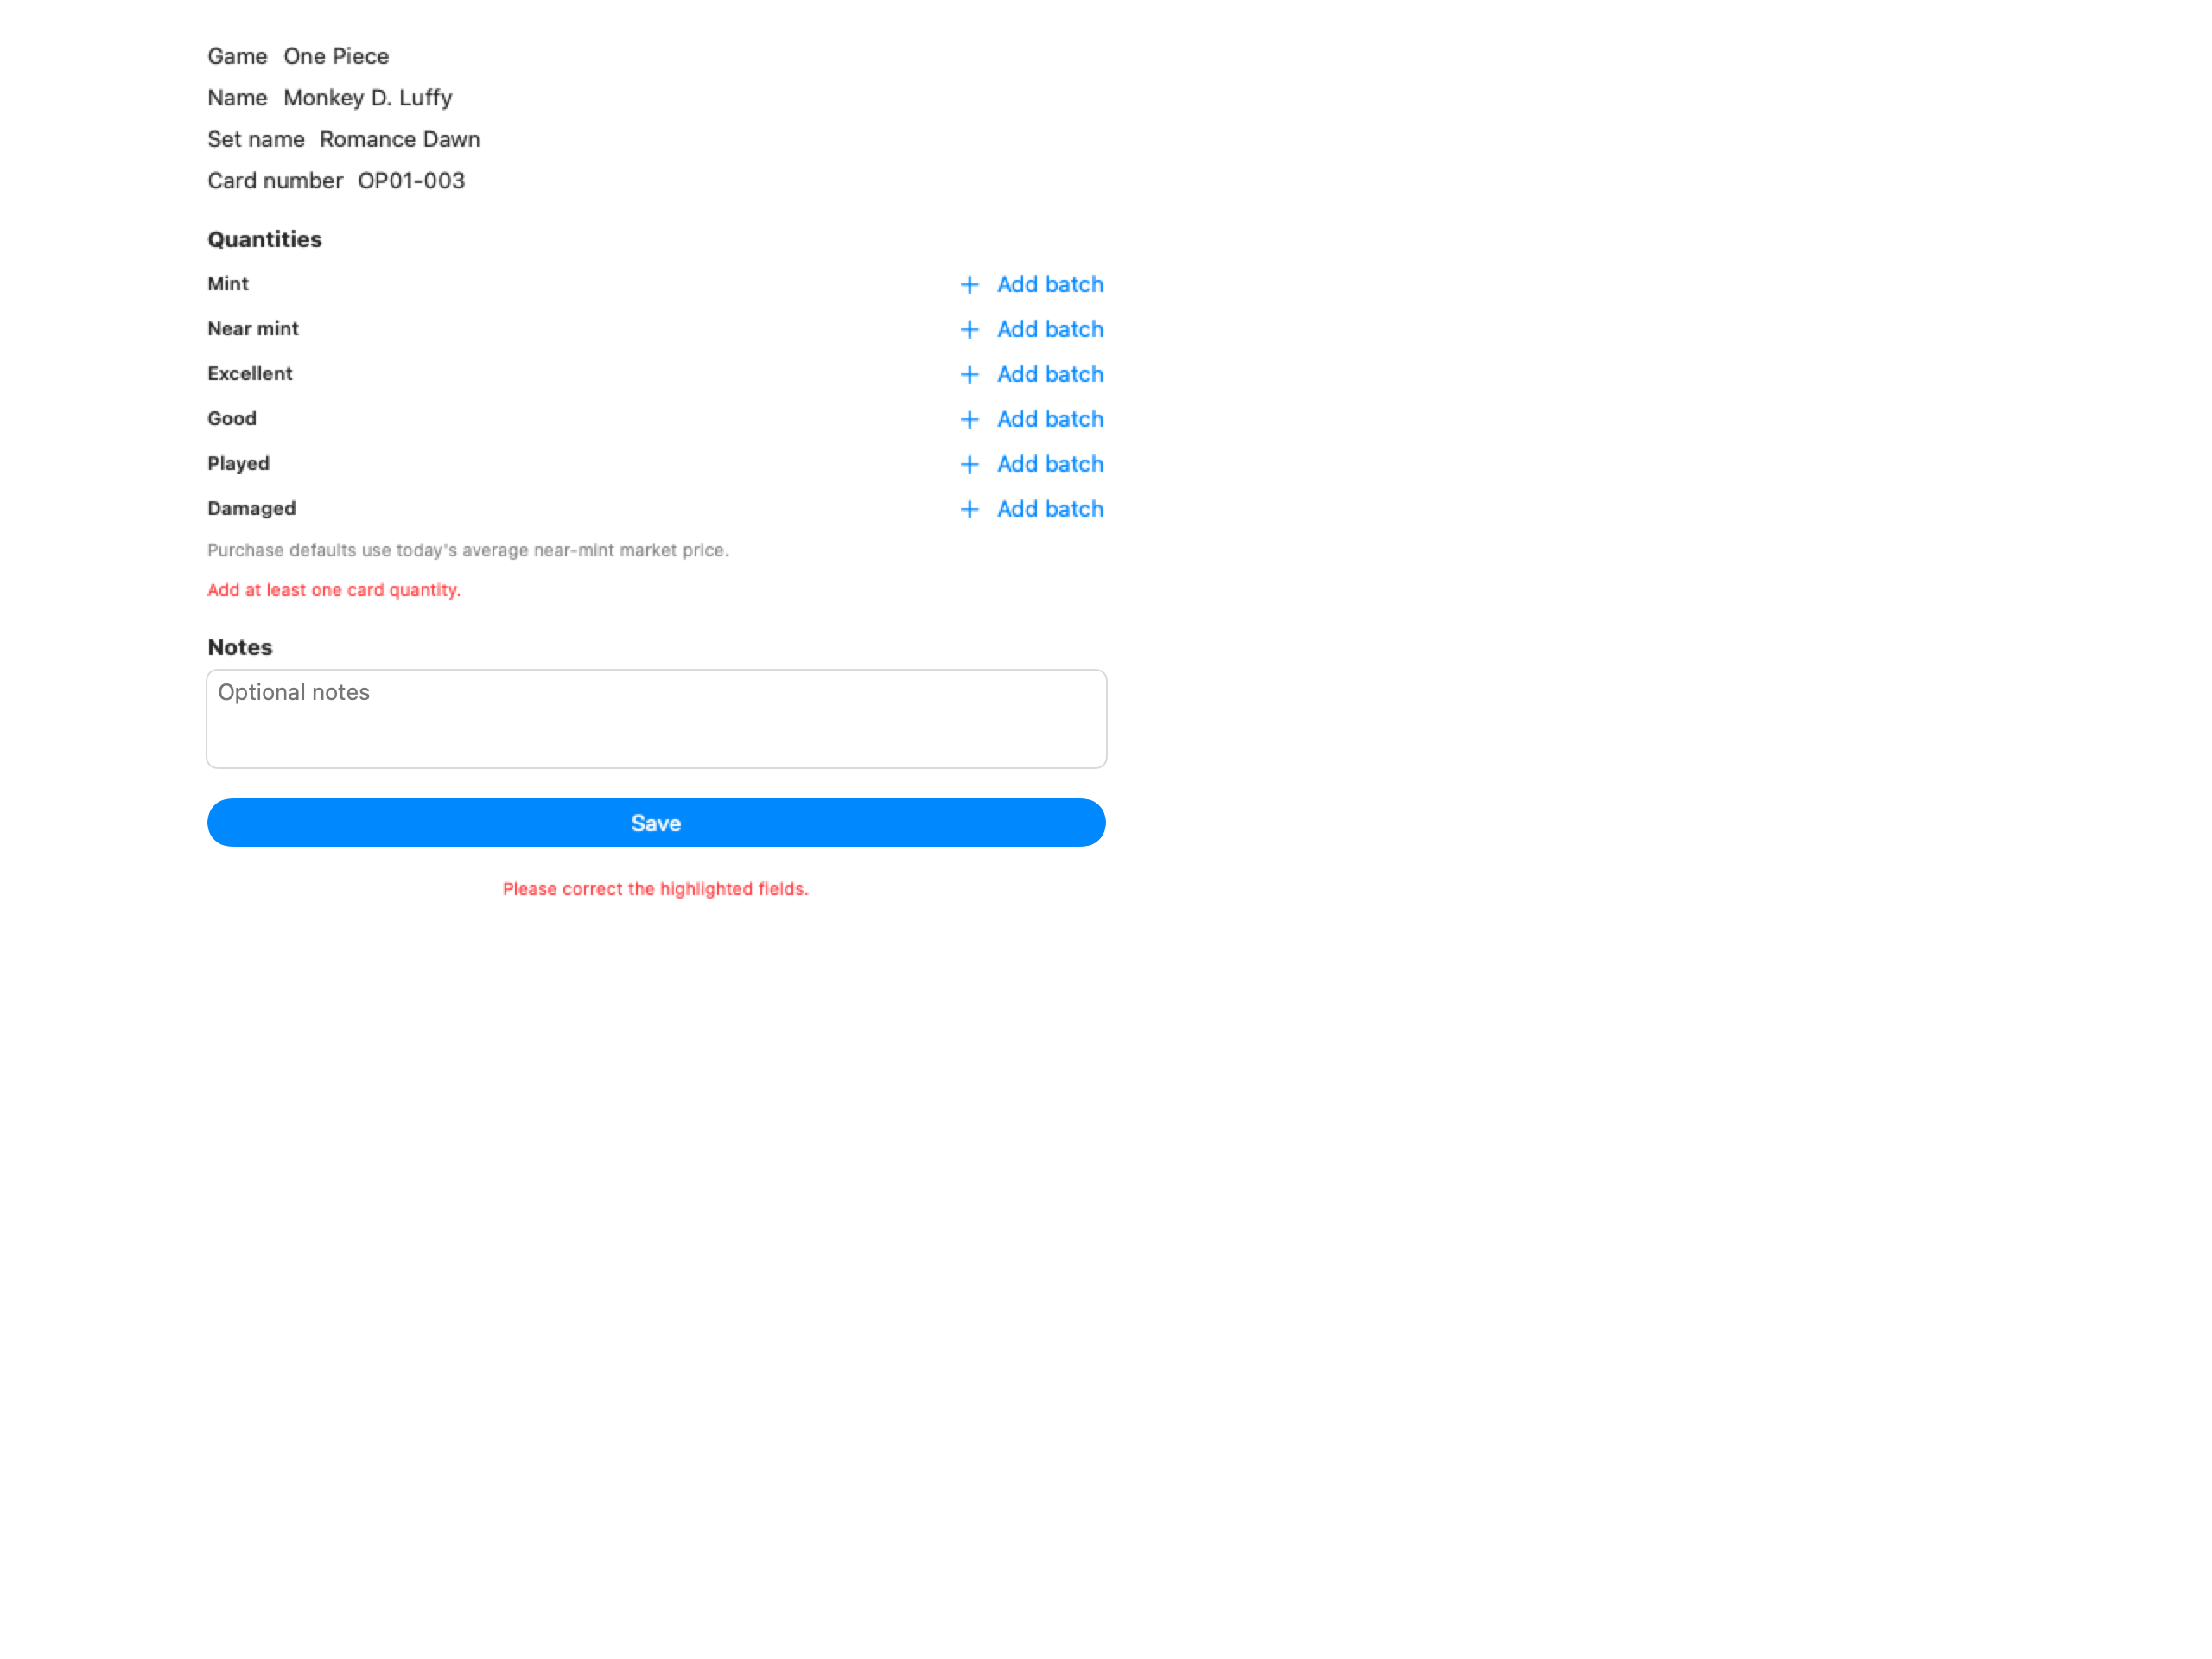 Game One Piece
Name Monkey D. Luffy
Set name Romance Dawn
Card number OP01-003
Quantities
Mint + Add batch
Near mint + Add batch
Excellent + Add batch
Good + Add batch
Played + Add batch
Damaged + Add batch
Purchase defaults use today's average near-mint market price.
Add at least one card quantity.
Notes
Optional notes
Save
Please correct the highlighted fields.